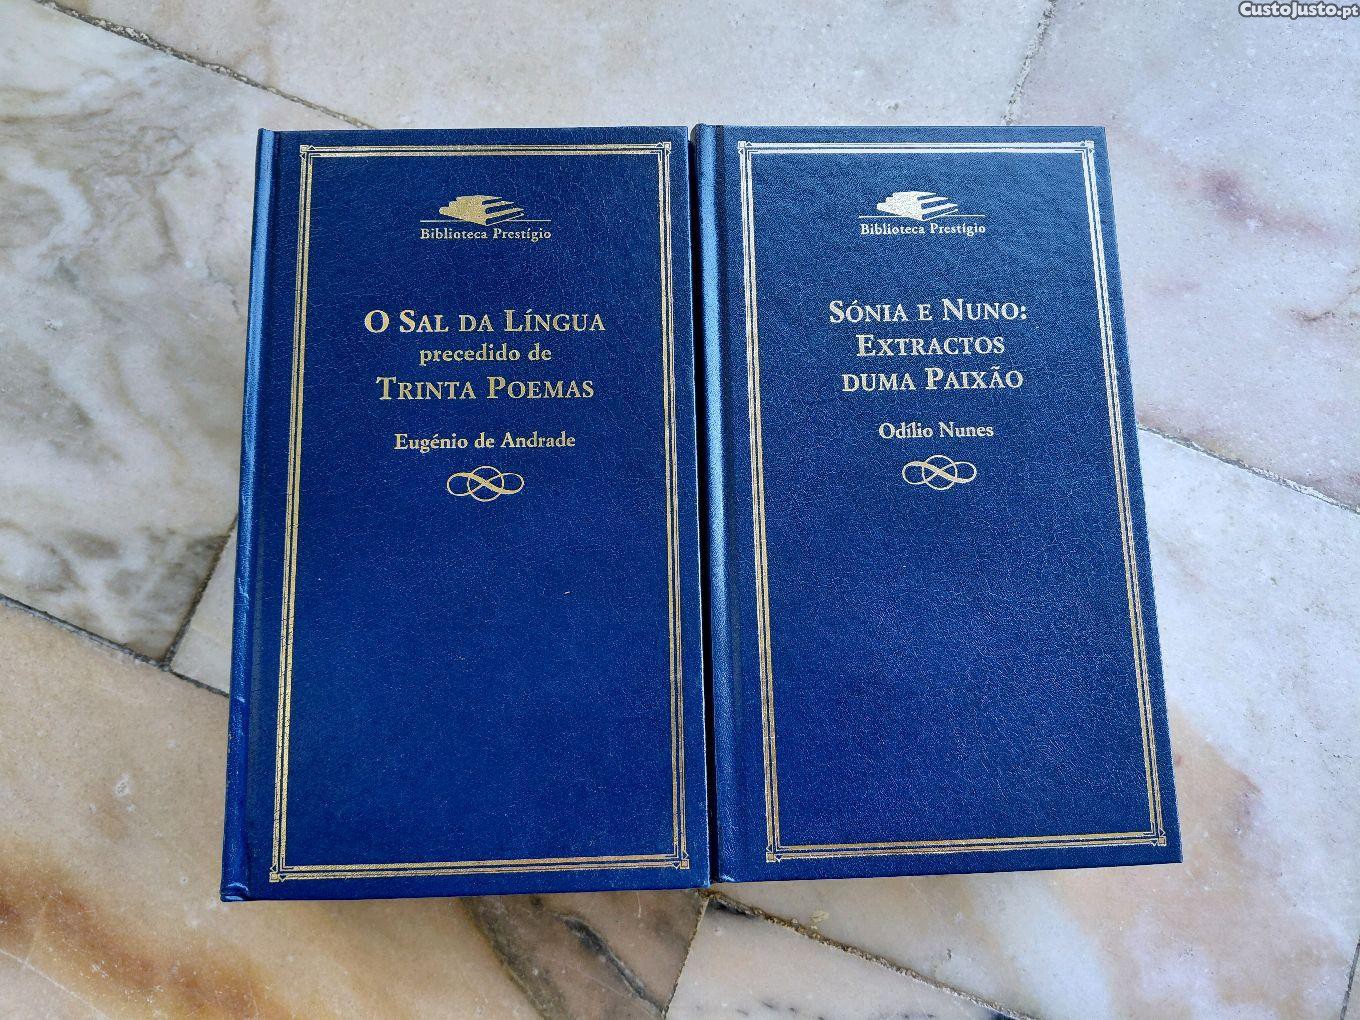 CustoJusto.pt
Biblioteca Prestígio
O SAL DA LÍNGUA
precedido de
TRINTA POEMAS
Eugénio de Andrade
Biblioteca Prestígio
SÓNIA E NUNO:
EXTRACTOS
DUMA PAIXÃO
Odílio Nunes